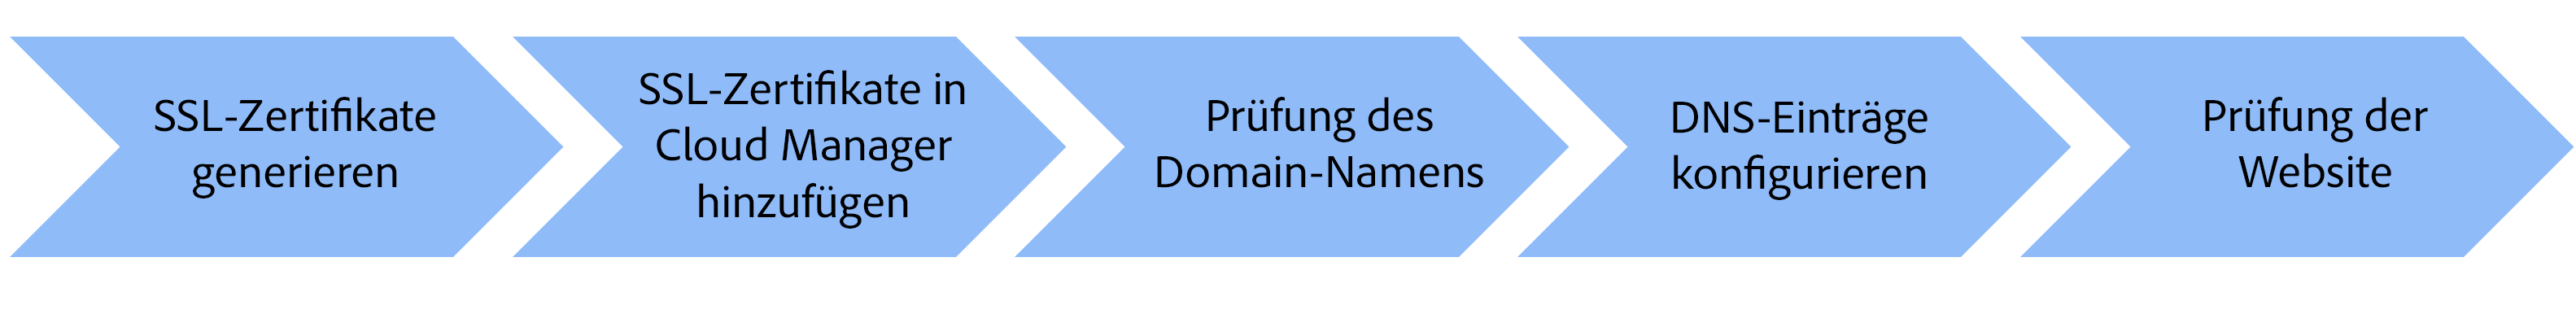 SSL-Zertifikate
generieren
SSL-Zertifikate in
Cloud Manager
hinzufügen
Prüfung des
Domain-Namens
DNS-Einträge
konfigurieren
Prüfung der
Website